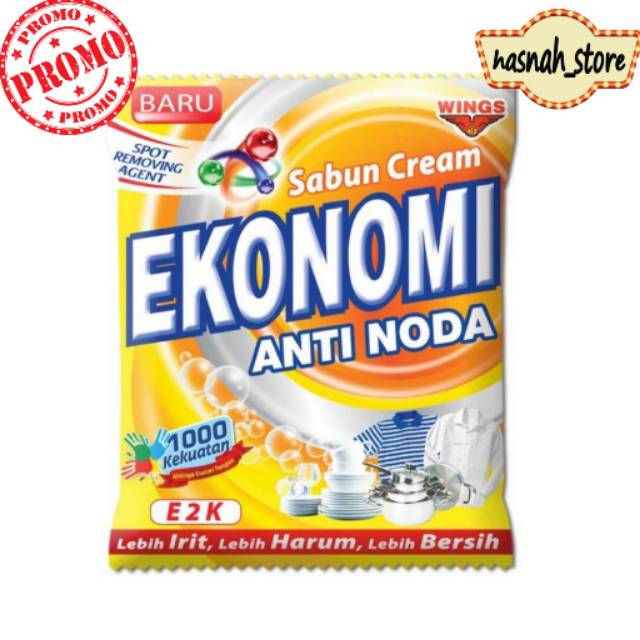 PROMO
PROMO
PROMO
hasnah_store
BARU
WINGS
SPOT
REMOVING
AGENT
Sabun Cream
EKONOMI
ANTI NODA
1000
Kekuatan
E2K
Lebih Irit, Lebih Harum, Lebih Bersih